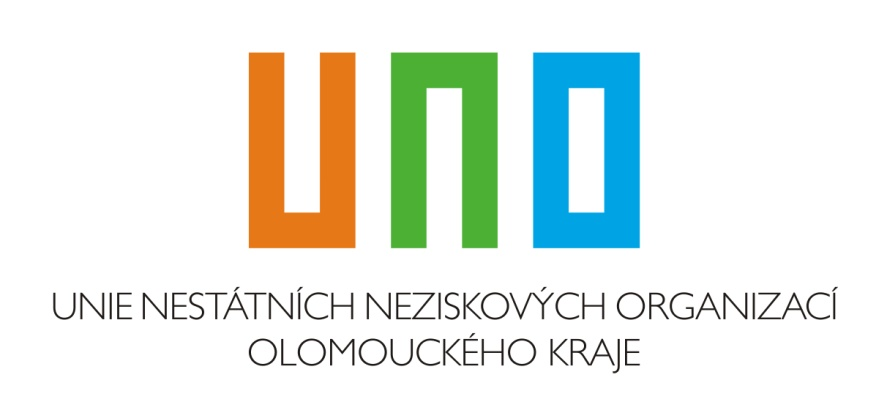 UNO
UNIE NESTÁTNÍCH NEZISKOVÝCH ORGANIZACÍ
OLOMOUCKÉHO KRAJE